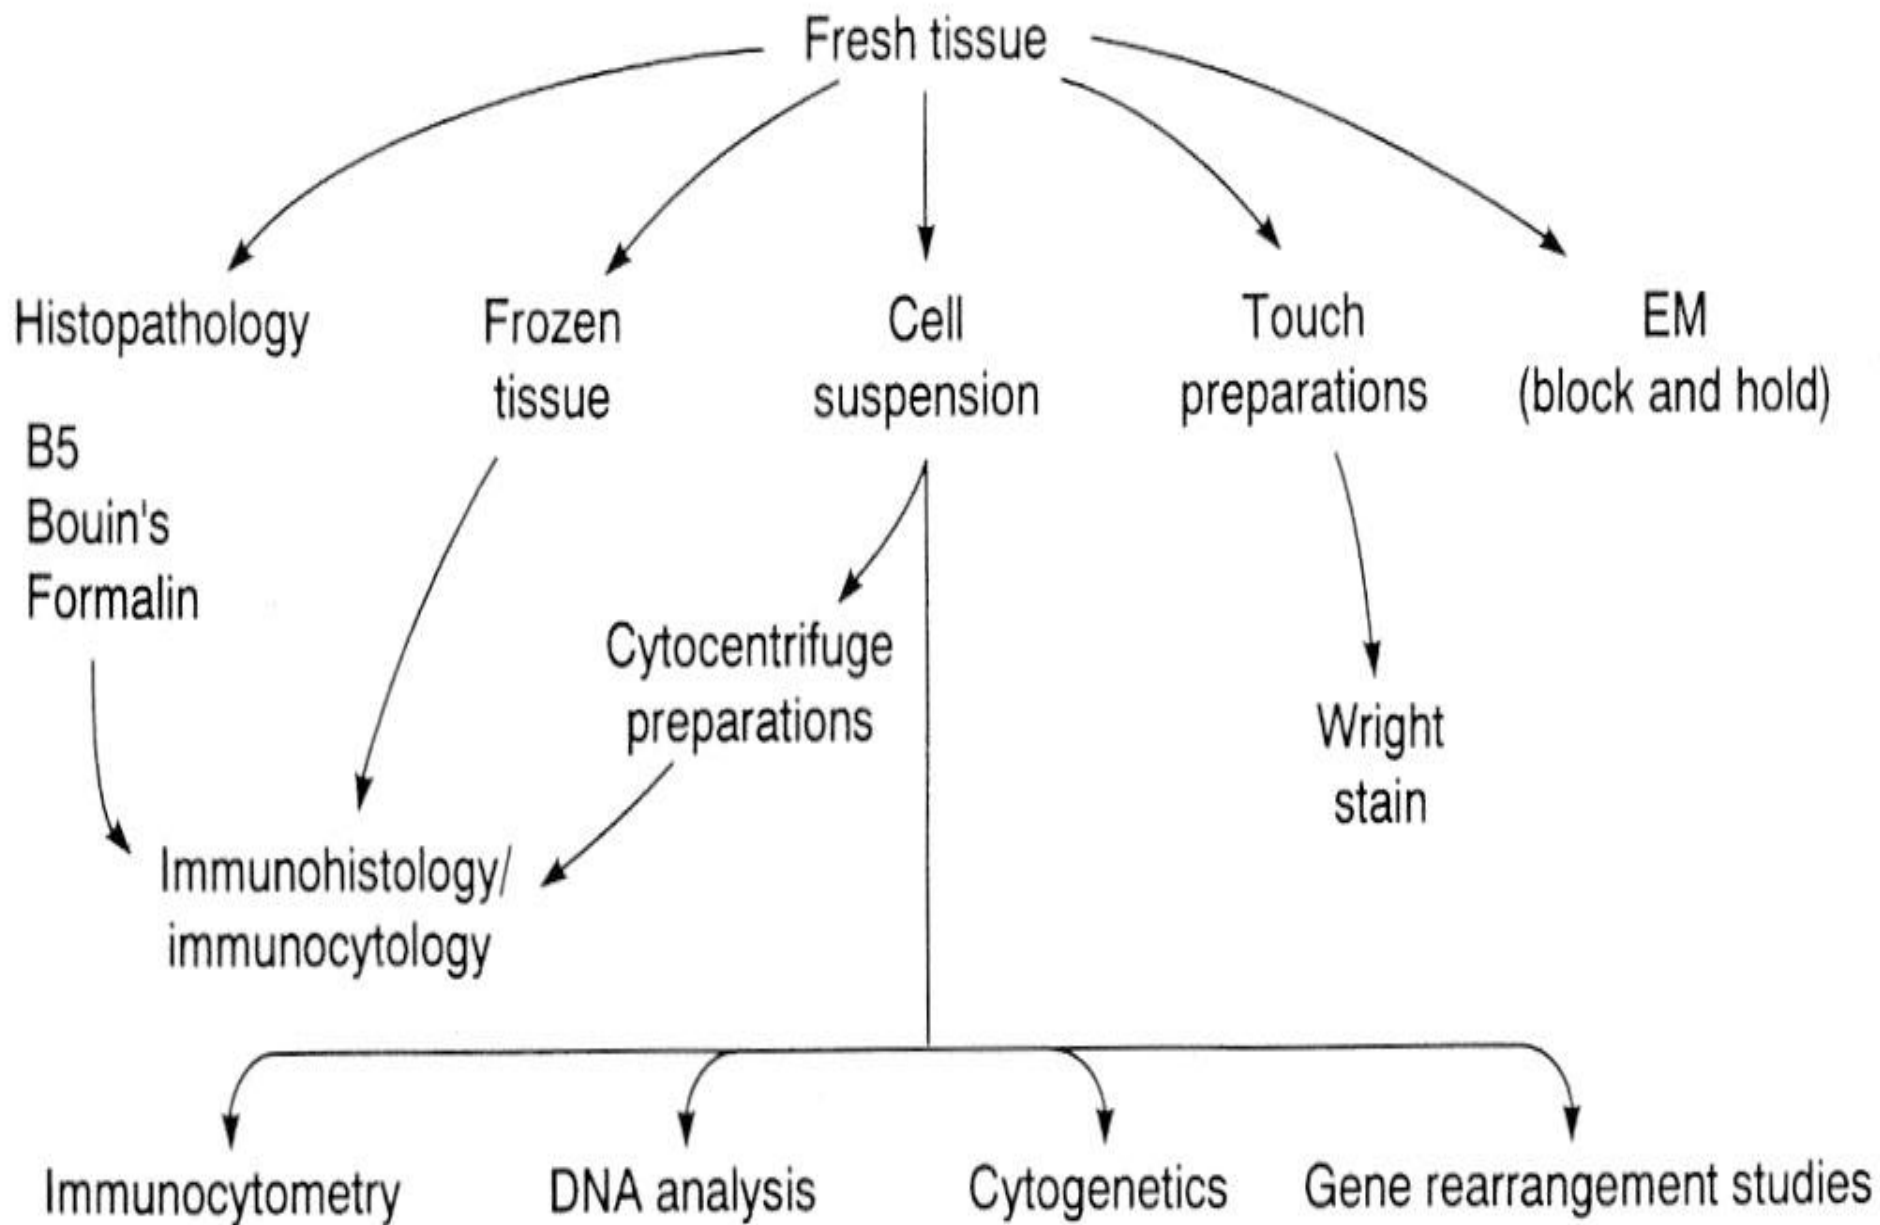 Fresh tissue
Histopathology
Frozen
tissue
Cell
suspension
Touch
preparations
EM
(block and hold)
B5
Bouin's
Formalin
Cytocentrifuge
preparations
Wright
stain
Immunohistology/
immunocytology
Immunocytometry
DNA analysis
Cytogenetics
Gene rearrangement studies